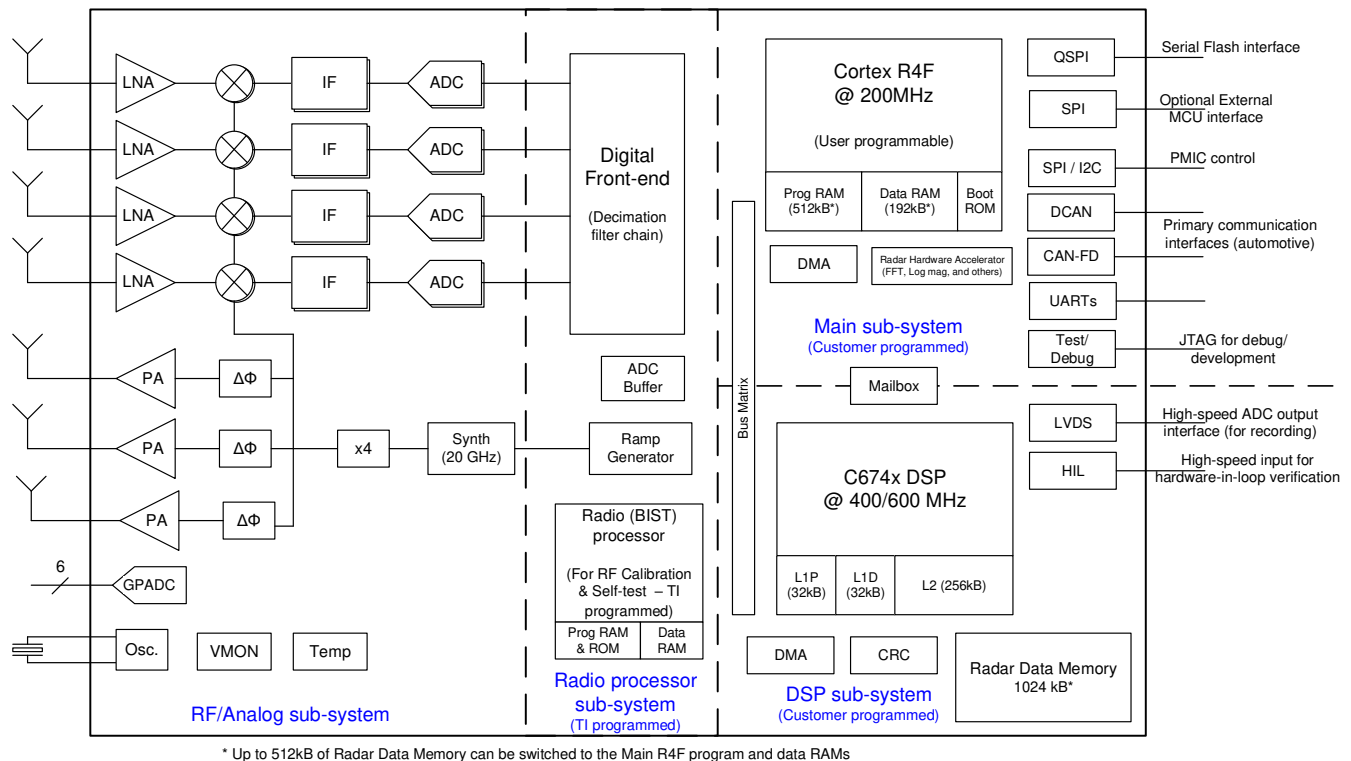 LNA
IF
ADC
LNA
IF
ADC
LNA
IF
ADC
LNA
IF
ADC
Digital
Front-end
(Decimation
filter chain)
PA
ΔΦ
PA
ΔΦ
PA
ΔΦ
x4
Synth
(20 GHz)
ADC
Buffer
Ramp
Generator
Radio (BIST)
processor
(For RF Calibration
& Self-test – TI
programmed)
Prog RAM
& ROM
Data
RAM
6
GPADC
Osc.
VMON
Temp
RF/Analog sub-system
Radio processor
sub-system
(TI programmed)
Bus Matrix
Cortex R4F
@ 200MHz
(User programmable)
Prog RAM
(512kB*)
Data RAM
(192kB*)
Boot
ROM
DMA
Radar Hardware Accelerator
(FFT, Log mag, and others)
Main sub-system
(Customer programmed)
Mailbox
C674x DSP
@ 400/600 MHz
L1P
(32kB)
L1D
(32kB)
L2 (256kB)
DMA
CRC
DSP sub-system
(Customer programmed)
Radar Data Memory
1024 kB*
QSPI
Serial Flash interface
SPI
Optional External
MCU interface
SPI / I2C
PMIC control
DCAN
CAN-FD
Primary communication
interfaces (automotive)
UARTs
Test/
Debug
JTAG for debug/
development
LVDS
High-speed ADC output
interface (for recording)
HIL
High-speed input for
hardware-in-loop verification
* Up to 512kB of Radar Data Memory can be switched to the Main R4F program and data RAMs